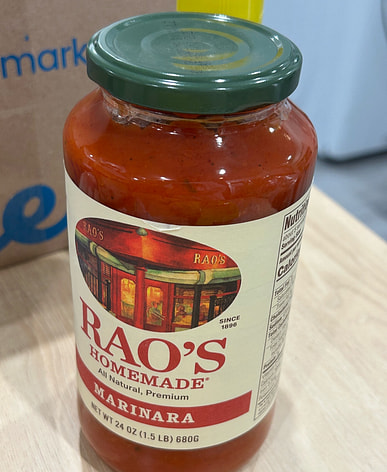 mark
RAO'S
RAO'S
SINCE
1896
RAO'S
HOMEMADE®
All Natural, Premium
MARINARA
NET WT 24 OZ (1.5 LB) 680G